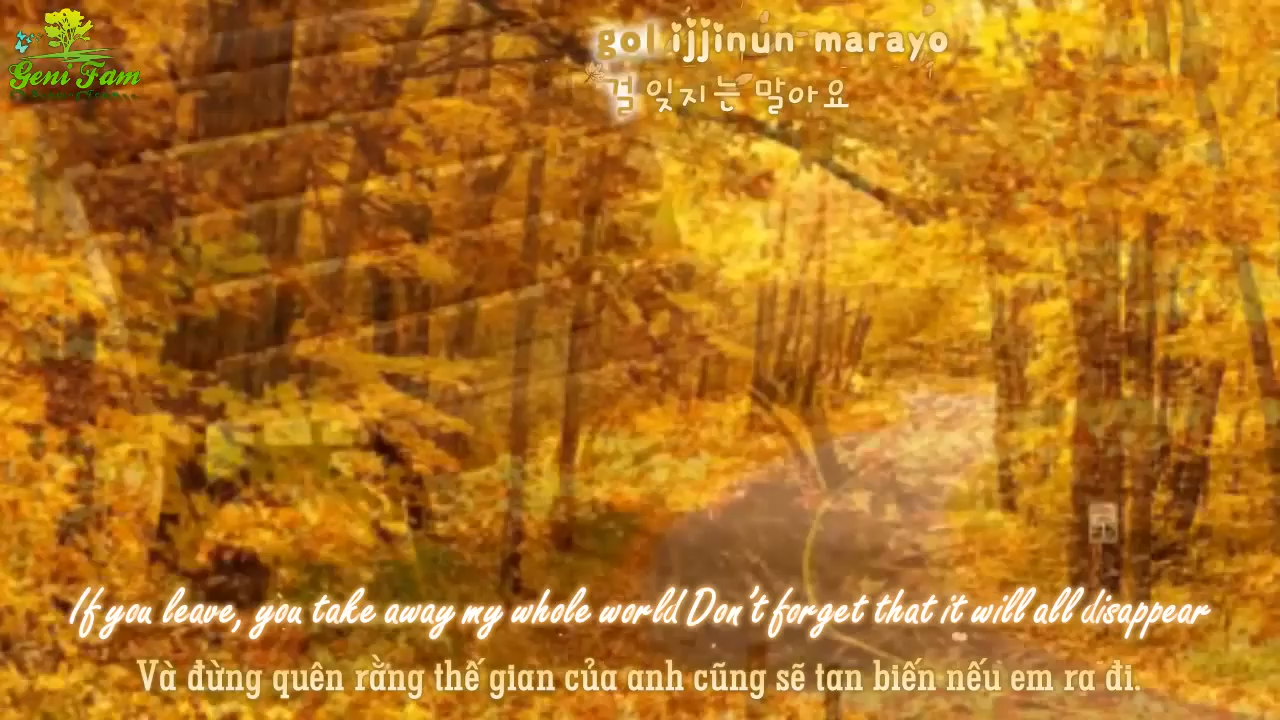 Geni Fam
gol ijjinun marayo
걸 잊지는 말아요
If you leave, you take away my whole world Don't forget that it will all disappear
Và đừng quên rằng thế gian của anh cũng sẽ tan biến nếu em ra đi.